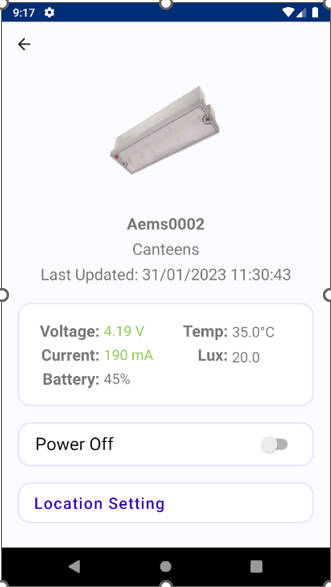 9:17
Aems0002
Canteens
Last Updated: 31/01/2023 11:30:43
Voltage: 4.19 V Temp: 35.0°C
Current: 190 mA Lux: 20.0
Battery: 45%
Power Off
Location Setting